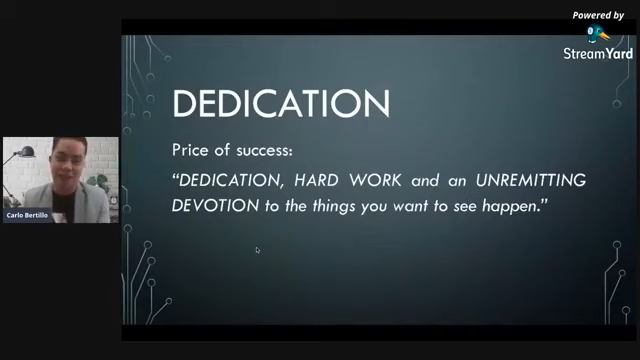 Powered by
StreamYard
DEDICATION
Price of success:
“DEDICATION, HARD WORK and an UNREMITTING
DEVOTION to the things you want to see happen.”
Carlo Bertillo